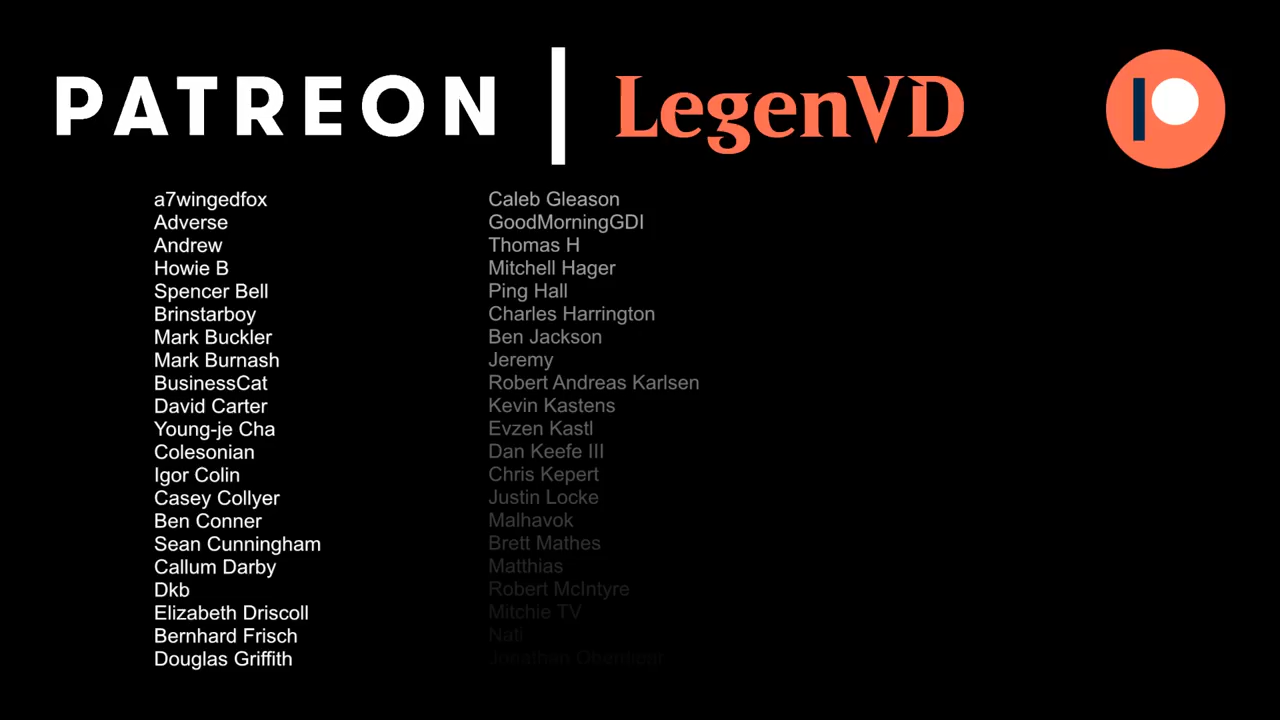 PATREON | LegenVD
a7wingedfox
Adverse
Andrew
Howie B
Spencer Bell
Brinstarboy
Mark Buckler
Mark Burnash
BusinessCat
David Carter
Young-je Cha
Colesonian
Igor Colin
Casey Collyer
Ben Conner
Sean Cunningham
Callum Darby
Dkb
Elizabeth Driscoll
Bernhard Frisch
Douglas Griffith
Caleb Gleason
GoodMorningGDI
Thomas H
Mitchell Hager
Ping Hall
Charles Harrington
Ben Jackson
Jeremy
Robert Andreas Karlsen
Kevin Kastens
Evzen Kastl
Dan Keefe III
Chris Kepert
Justin Locke
Malhavok
Brett Mathes
Matthias
Robert McIntyre
Mitchie TV
Nati
Jonathan